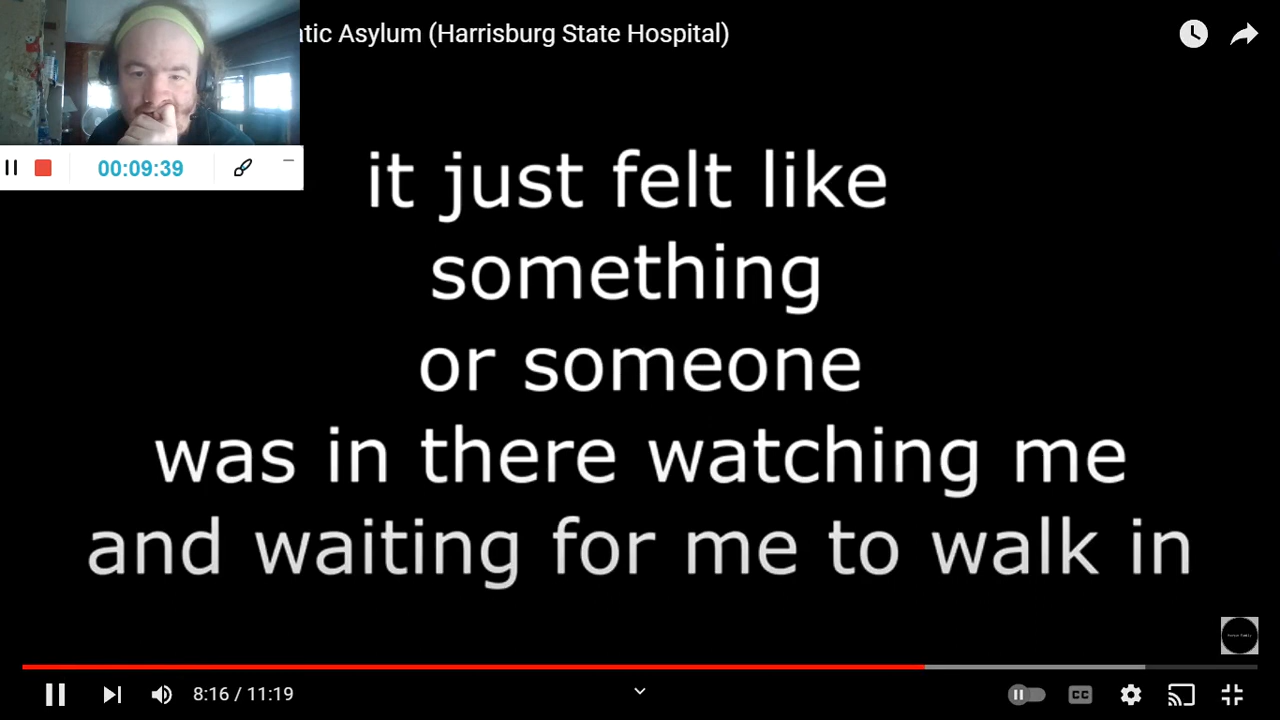 atic Asylum (Harrisburg State Hospital)
00:09:39
it just felt like
something
or someone
was in there watching me
and waiting for me to walk in
8:16 / 11:19
CC